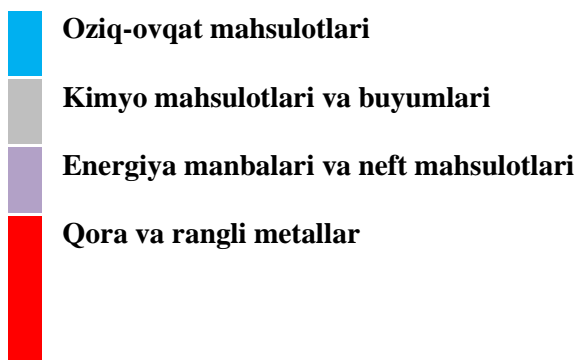 Oziq-ovqat mahsulotlari
Kimyo mahsulotlari va buyumlari
Energiya manbalari va neft mahsulotlari
Qora va rangli metallar